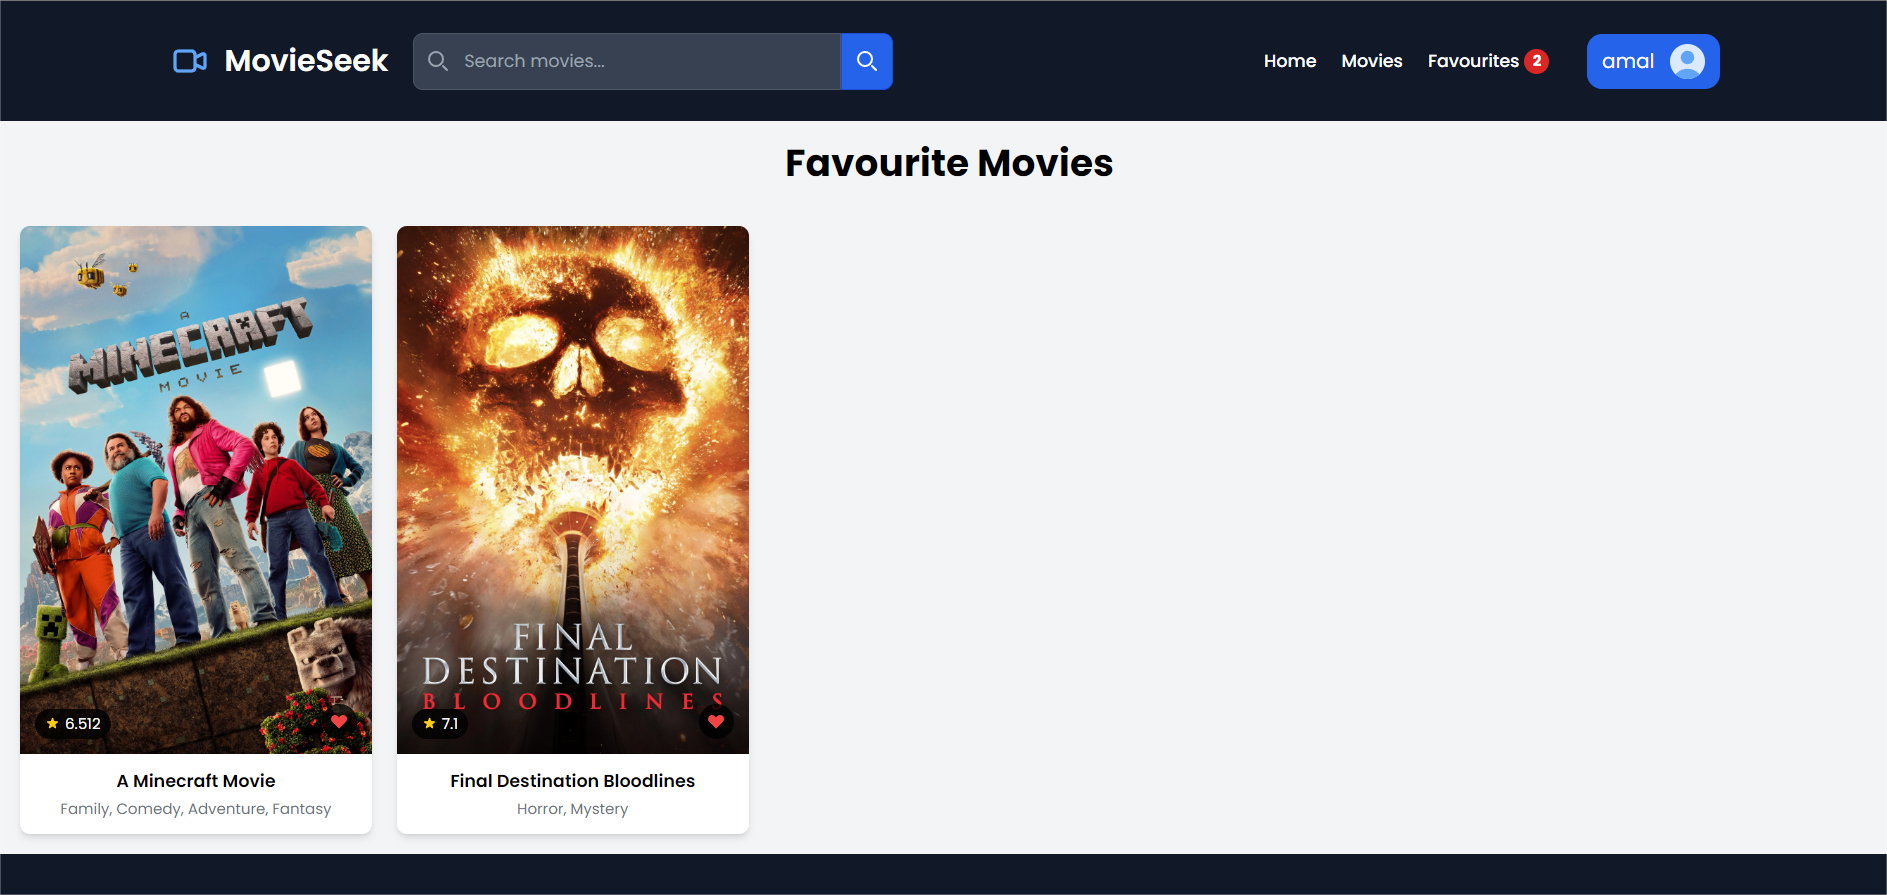 MovieSeek
Search movies...
Home
Movies
Favourites 2
amal
Favourite Movies
A
MINECRAFT
MOVIE
6.512
A Minecraft Movie
Family, Comedy, Adventure, Fantasy
FINAL
DESTINATION
BLOODLINES
7.1
Final Destination Bloodlines
Horror, Mystery